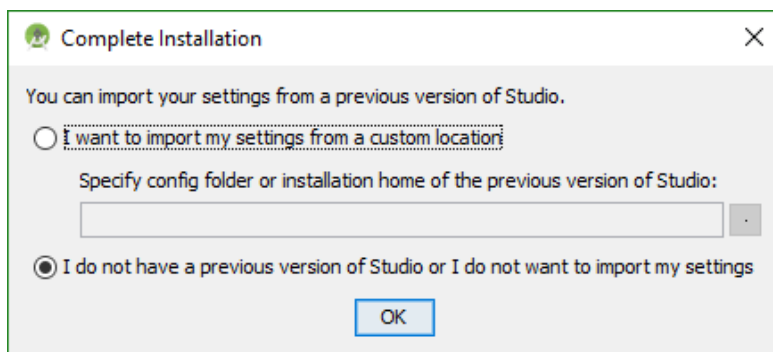 Complete Installation
You can import your settings from a previous version of Studio.
I want to import my settings from a custom location
Specify config folder or installation home of the previous version of Studio:
.
I do not have a previous version of Studio or I do not want to import my settings
OK